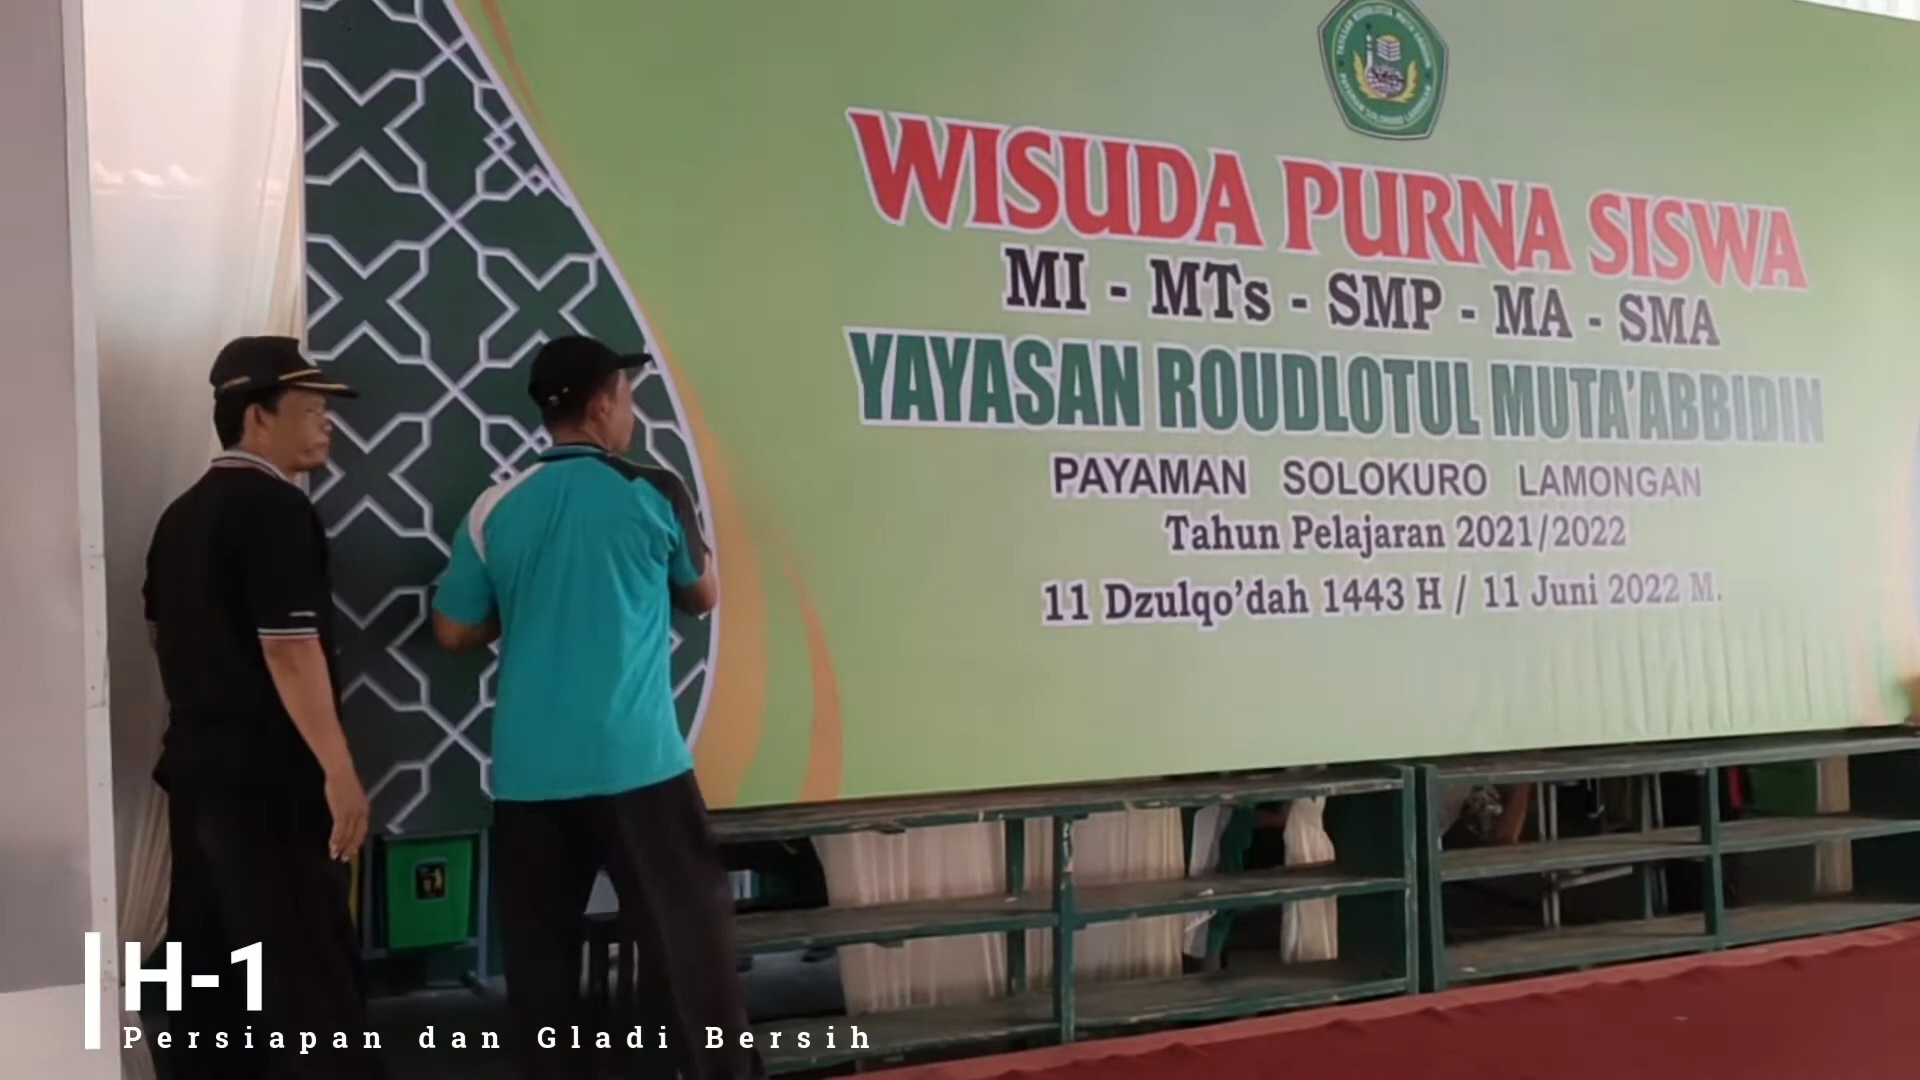 WISUDA PURNA SISWA
MI - MTs - SMP - MA - SMA
YAYASAN ROUDLOTUL MUTA'ABBIDIN
PAYAMAN SOLOKURO LAMONGAN
Tahun Pelajaran 2021/2022
11 Dzulqo'dah 1443 H / 11 Juni 2022 M.
H-1
Persiapan dan Gladi Bersih